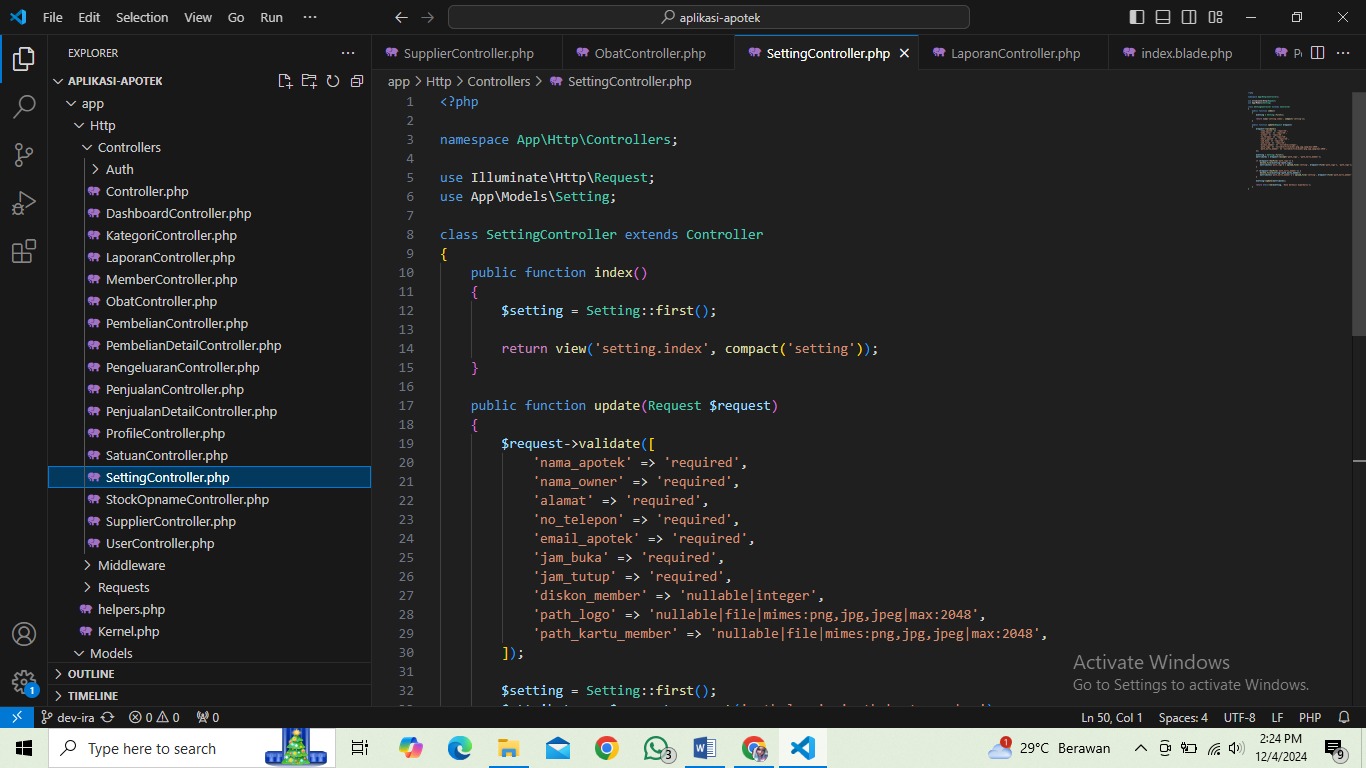 File Edit Selection View Go Run ··· aplikasi-apotek
EXPLORER
APLIKASI-APOTEK
app
Http
Controllers
Auth
Controller.php
DashboardController.php
KategoriController.php
LaporanController.php
MemberController.php
ObatController.php
PembelianController.php
PembelianDetailController.php
PengeluaranController.php
PenjualanController.php
PenjualanDetailController.php
ProfileController.php
SatuanController.php
SettingController.php
StockOpnameController.php
SupplierController.php
UserController.php
Middleware
Requests
helpers.php
Kernel.php
Models
OUTLINE
TIMELINE
SupplierController.php ObatController.php SettingController.php LaporanController.php index.blade.php
app > Http > Controllers > SettingController.php
1 <?php
2
3 namespace App\Http\Controllers;
4
5 use Illuminate\Http\Request;
6 use App\Models\Setting;
7
8 class SettingController extends Controller
9 {
10 public function index()
11 {
12 $setting = Setting::first();
13
14 return view('setting.index', compact('setting'));
15 }
16
17 public function update(Request $request)
18 {
19 $request->validate([
20 'nama_apotek' => 'required',
21 'nama_owner' => 'required',
22 'alamat' => 'required',
23 'no_telepon' => 'required',
24 'email_apotek' => 'required',
25 'jam_buka' => 'required',
26 'jam_tutup' => 'required',
27 'diskon_member' => 'nullable|integer',
28 'path_logo' => 'nullable|file|mimes:png,jpg,jpeg|max:2048',
29 'path_kartu_member' => 'nullable|file|mimes:png,jpg,jpeg|max:2048',
30 ]);
31
32 $setting = Setting::first();
Activate Windows
Go to Settings to activate Windows.
1
dev-ira 0 0 0 Ln 50, Col 1 Spaces: 4 UTF-8 LF PHP
Type here to search 3 1 29°C Berawan 2:24 PM
12/4/2024 9